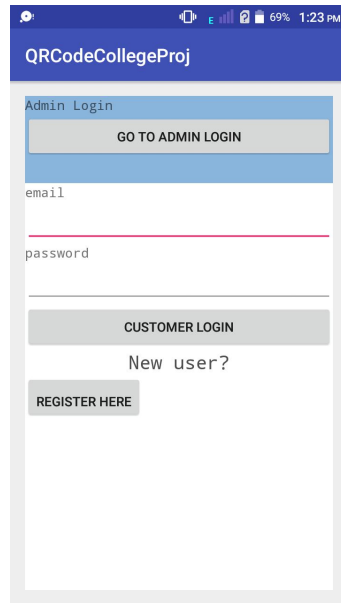 E 69% 1:23 PM
QRCodeCollegeProj
Admin Login
GO TO ADMIN LOGIN
email
password
CUSTOMER LOGIN
New user?
REGISTER HERE